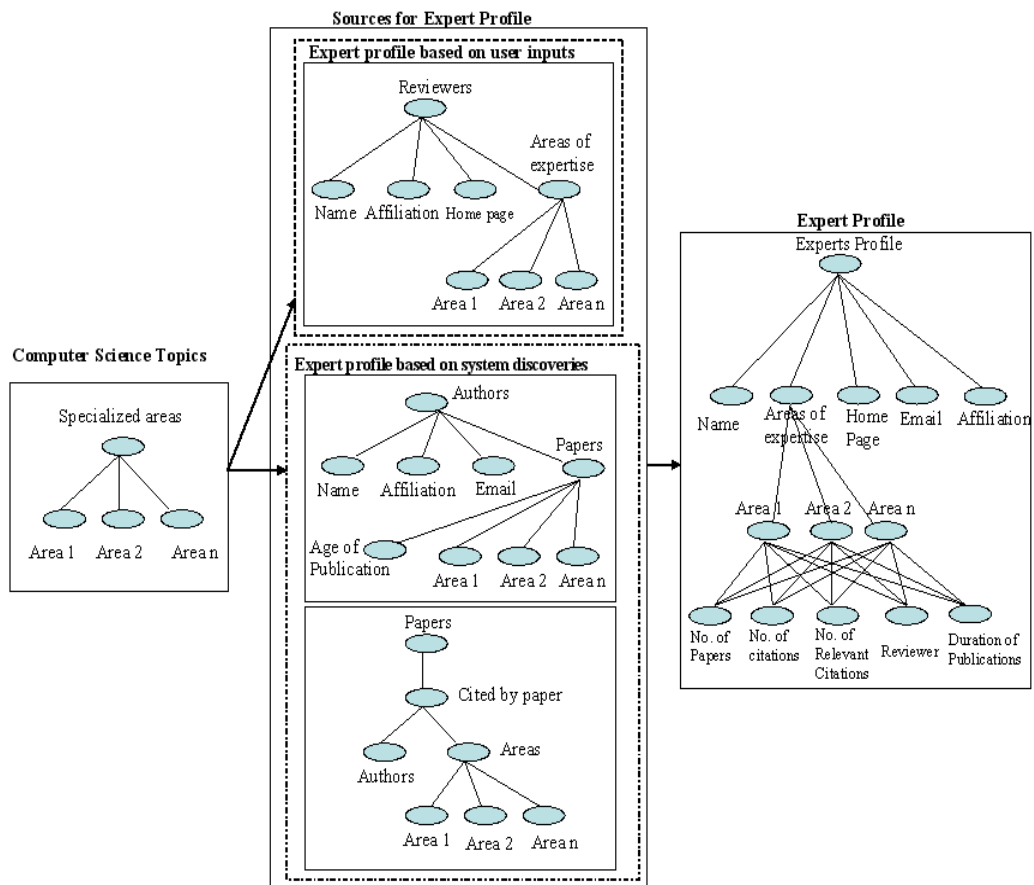 Sources for Expert Profile
Expert profile based on user inputs
Reviewers
Areas of
expertise
Name
Affiliation
Home page
Area 1
Area 2
Area n
Computer Science Topics
Specialized areas
Area 1
Area 2
Area n
Expert profile based on system discoveries
Authors
Papers
Name
Affiliation
Email
Age of
Publication
Area 1
Area 2
Area n
Papers
Cited by paper
Authors
Areas
Area 1
Area 2
Area n
Expert Profile
Experts Profile
Name
Areas of
expertise
Home
Page
Email
Affiliation
Area 1
Area 2
Area n
No. of
Papers
No. of
citations
No. of
Relevant
Citations
Reviewer
Duration of
Publications